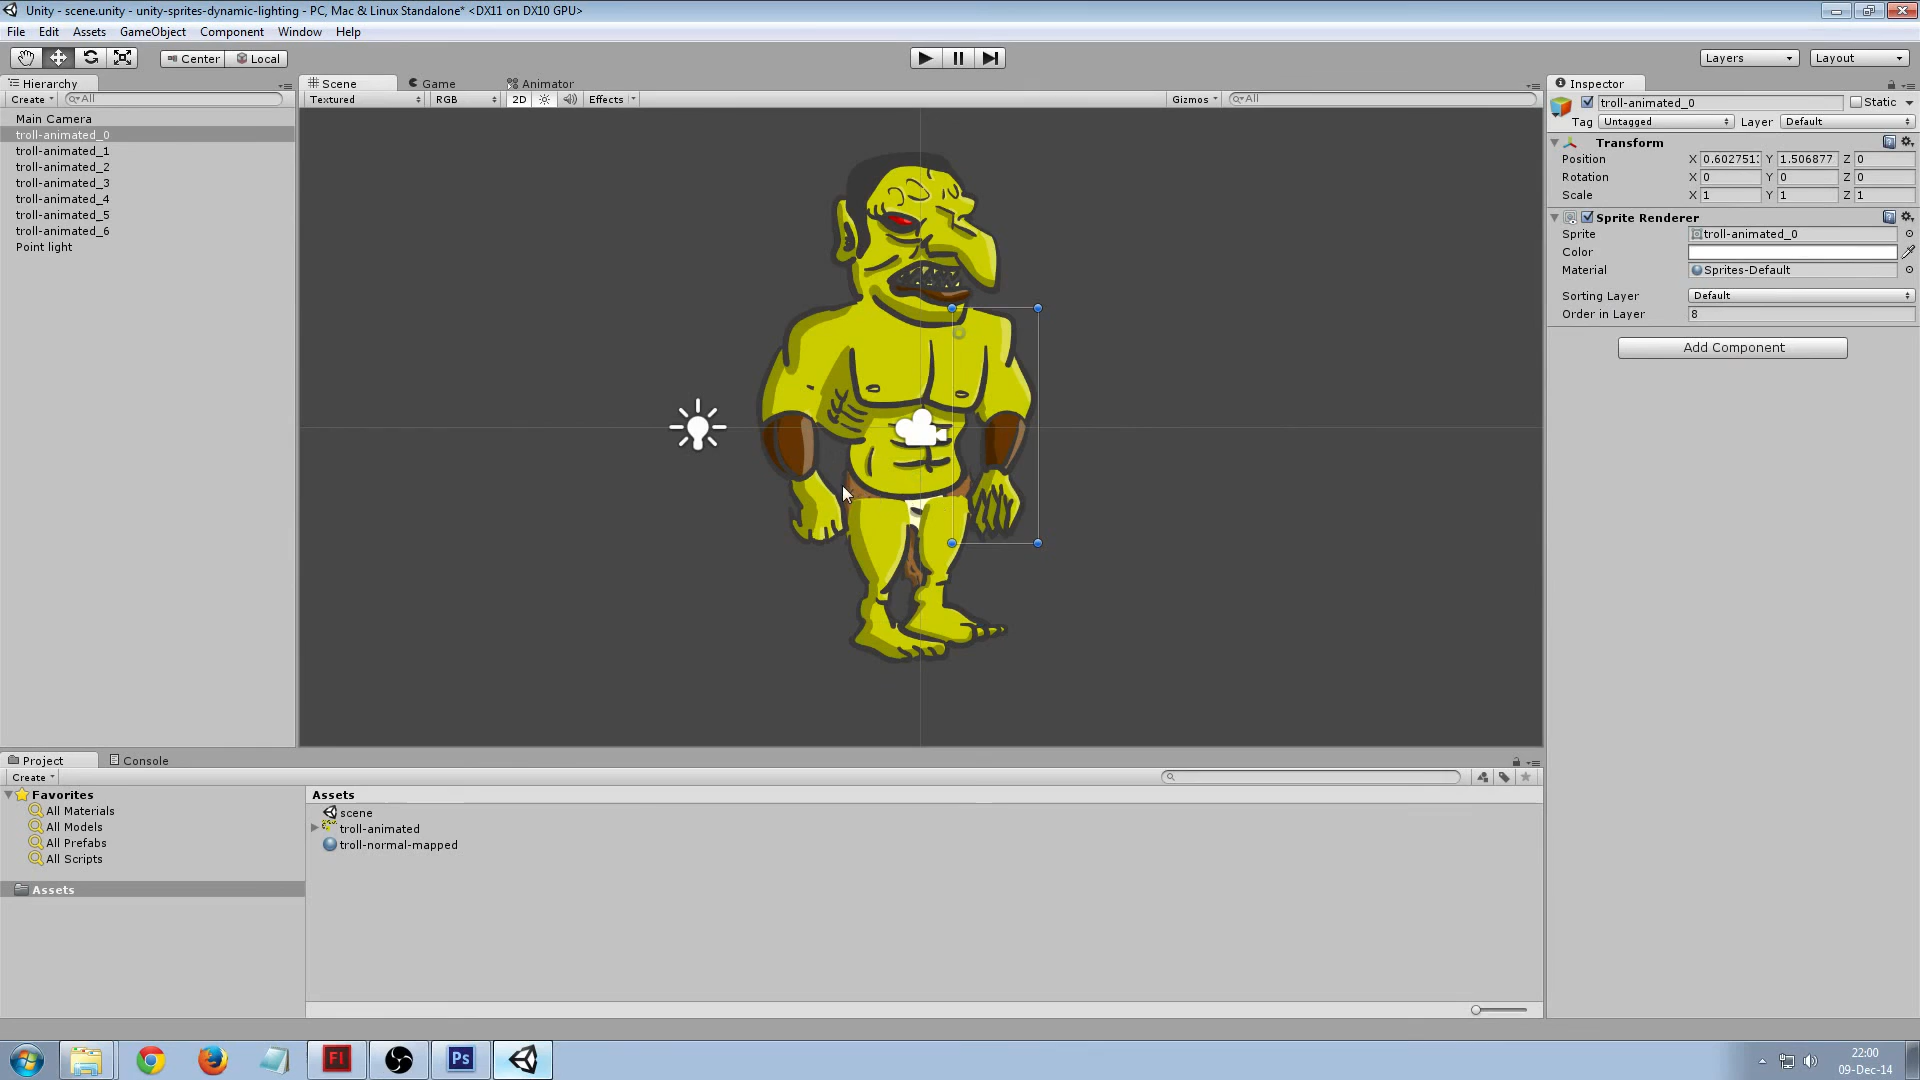 Unity - scene.unity - unity-sprites-dynamic-lighting - PC, Mac & Linux Standalone* <DX11 on DX10 GPU>
File Edit Assets GameObject Component Window Help
Center Local Layers Layout
Hierarchy Scene Game Animator Inspector
Create All Textured RGB 2D Effects Gizmos All
troll-animated_0 Static
Tag Untagged Layer Default
Main Camera
troll-animated_0
troll-animated_1
troll-animated_2
troll-animated_3
troll-animated_4
troll-animated_5
troll-animated_6
Point light
Transform
Position X 0.602751 Y 1.506877 Z 0
Rotation X 0 Y 0 Z 0
Scale X 1 Y 1 Z 1
Sprite Renderer
Sprite troll-animated_0
Color
Material Sprites-Default
Sorting Layer Default
Order in Layer 8
Add Component
Project Console
Create
Favorites
All Materials
All Models
All Prefabs
All Scripts
Assets
Assets
scene
troll-animated
troll-normal-mapped
Fl Ps
22:00
09-Dec-14